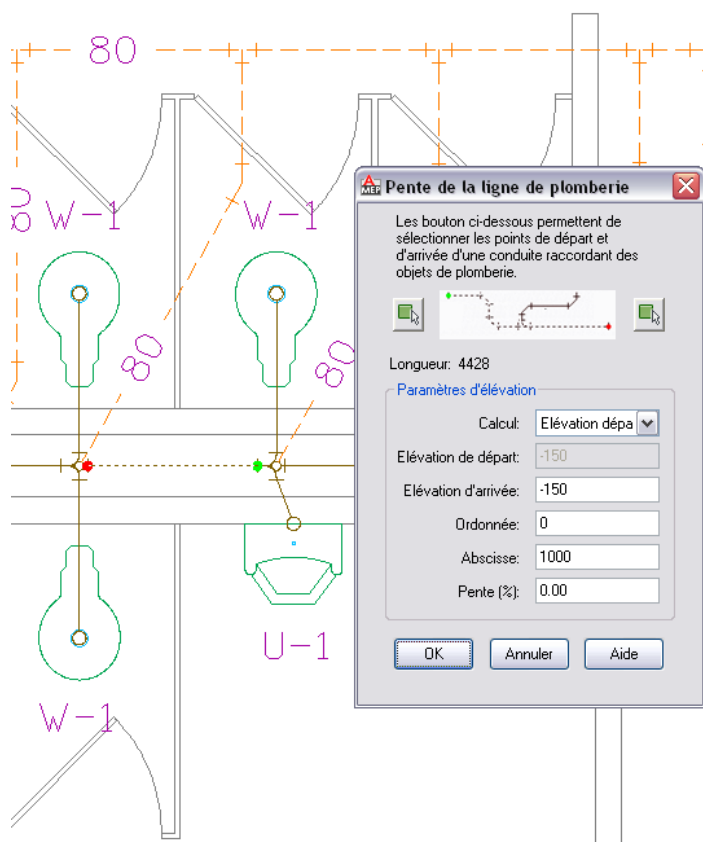 80
80
W-1
W-1
80
80
U-1
W-1
MEP
Pente de la ligne de plomberie
Les bouton ci-dessous permettent de
sélectionner les points de départ et
d'arrivée d'une conduite raccordant des
objets de plomberie.
Longueur: 4428
Paramètres d'élévation
Calcul: Elévation dépa
Elévation de départ: -150
Elévation d'arrivée: -150
Ordonnée: 0
Abscisse: 1000
Pente (%): 0.00
OK Annuler Aide